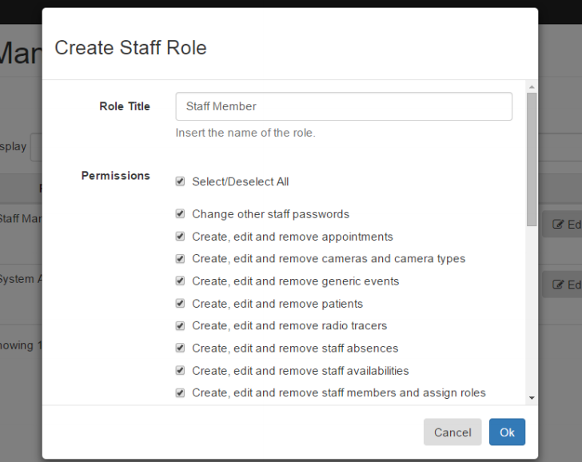 Create Staff Role
Role Title
Staff Member
Insert the name of the role.
Permissions
Select/Deselect All
Change other staff passwords
Create, edit and remove appointments
Create, edit and remove cameras and camera types
Create, edit and remove generic events
Create, edit and remove patients
Create, edit and remove radio tracers
Create, edit and remove staff absences
Create, edit and remove staff availabilities
Create, edit and remove staff members and assign roles
Cancel
Ok
Mar
splay
Staff Mar
Ed
System A
Ed
howing 1